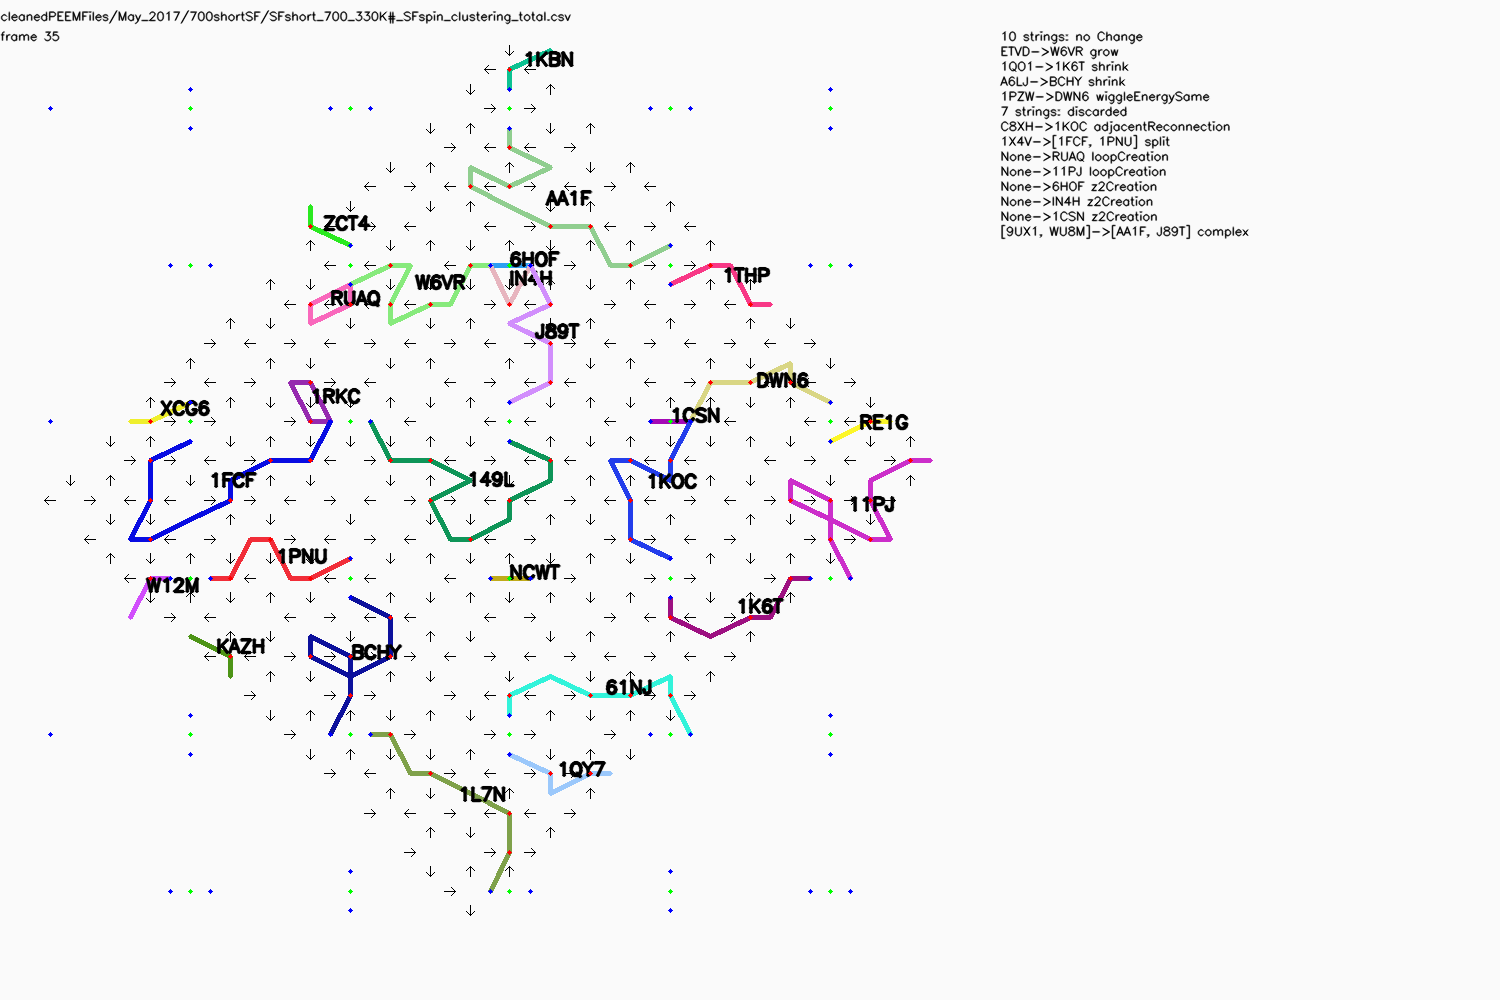 cleanedPEEMFiles/May_2017/700shortSF/SFshort_700_330K#_SFspin_clustering_total.csv
frame 35
10 strings: no Change
ETVD->W6VR grow
1QO1->1K6T shrink
A6LJ->BCHY shrink
1PZW->DWN6 wiggleEnergySame
7 strings: discarded
C8XH->1KOC adjacentReconnection
1X4V->[1FCF, 1PNU] split
None->RUAQ loopCreation
None->11PJ loopCreation
None->6HOF z2Creation
None->IN4H z2Creation
None->1CSN z2Creation
[9UX1, WU8M]->[AA1F, J89T] complex
1KBN
AA1F
ZCT4
6HOF
IN4H
1THP
W6VR
RUAQ
J89T
DWN6
1RKC
XCG6
1CSN
RE1G
1FCF
149L
1KOC
11PJ
1PNU
NCWT
W12M
1K6T
KAZH
BCHY
61NJ
1QY7
1L7N